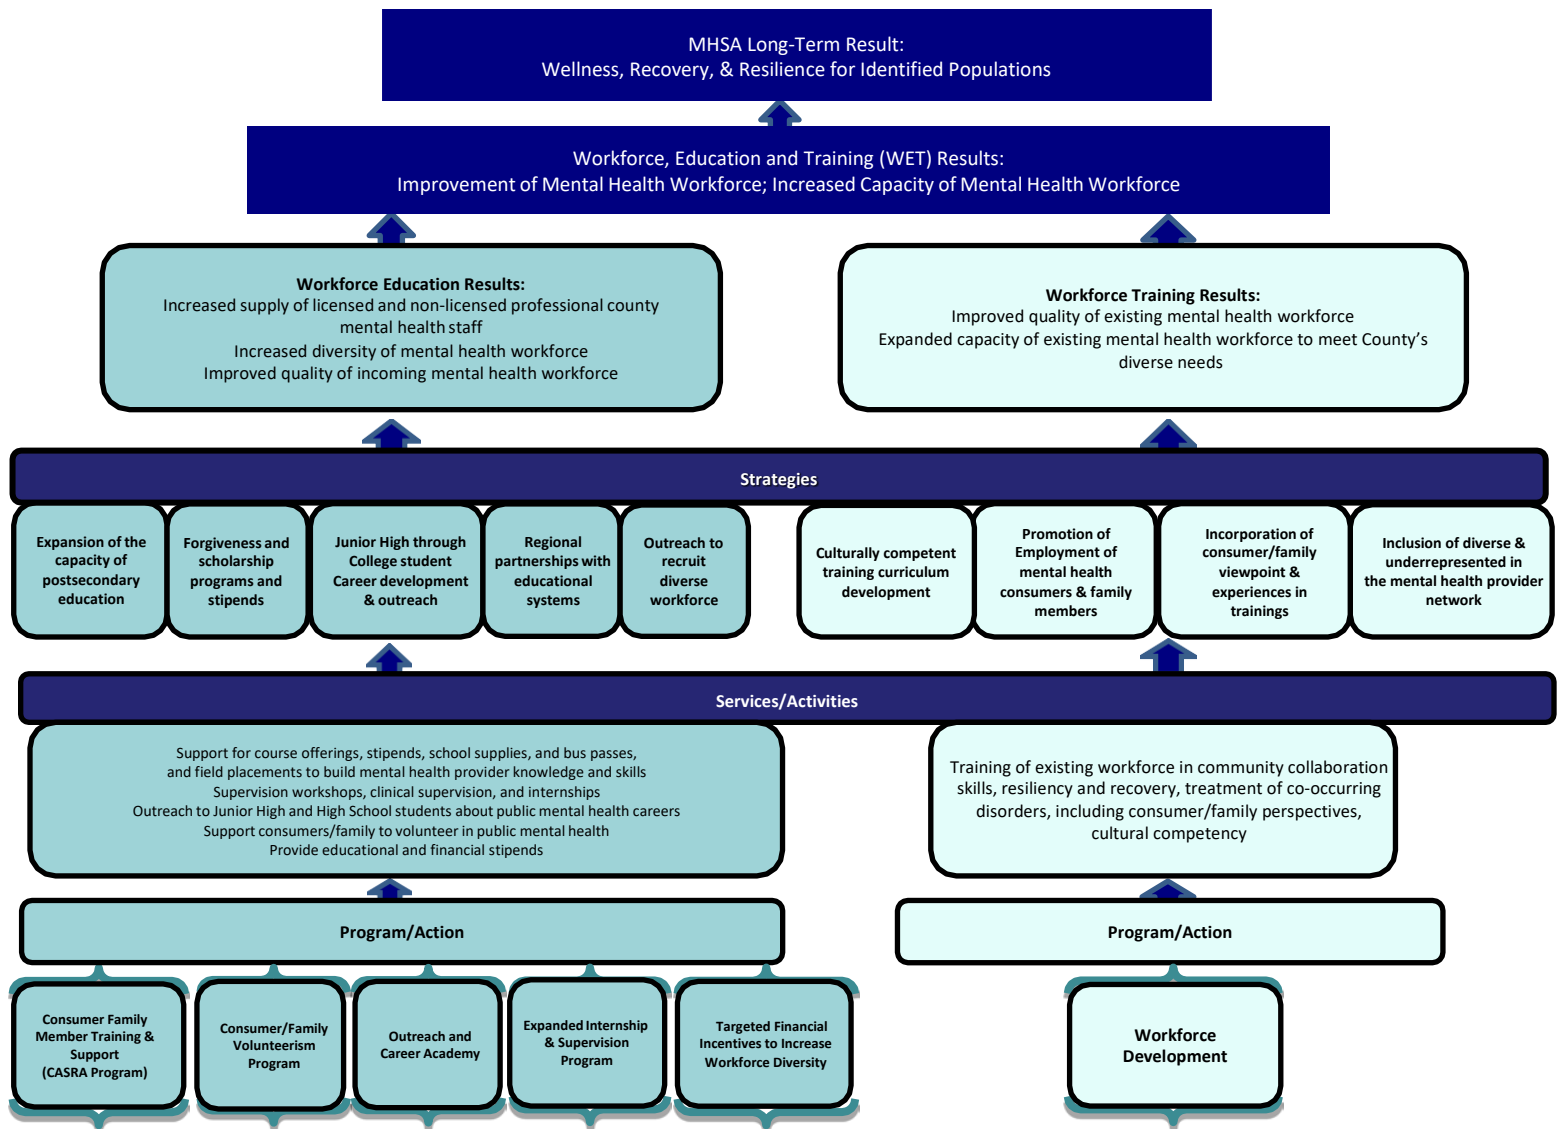 MHSA Long-Term Result:
Wellness, Recovery, & Resilience for Identified Populations
Workforce, Education and Training (WET) Results:
Improvement of Mental Health Workforce; Increased Capacity of Mental Health Workforce
Workforce Education Results:
Increased supply of licensed and non-licensed professional county
mental health staff
Increased diversity of mental health workforce
Improved quality of incoming mental health workforce
Workforce Training Results:
Improved quality of existing mental health workforce
Expanded capacity of existing mental health workforce to meet County's
diverse needs
Strategies
Expansion of the
capacity of
postsecondary
education
Forgiveness and
scholarship
programs and
stipends
Junior High through
College student
Career development
& outreach
Regional
partnerships with
educational
systems
Outreach to
recruit
diverse
workforce
Culturally competent
training curriculum
development
Promotion of
Employment of
mental health
consumers & family
members
Incorporation of
consumer/family
viewpoint &
experiences in
trainings
Inclusion of diverse &
underrepresented in
the mental health provider
network
Services/Activities
Support for course offerings, stipends, school supplies, and bus passes,
and field placements to build mental health provider knowledge and skills
Supervision workshops, clinical supervision, and internships
Outreach to Junior High and High School students about public mental health careers
Support consumers/family to volunteer in public mental health
Provide educational and financial stipends
Training of existing workforce in community collaboration
skills, resiliency and recovery, treatment of co-occurring
disorders, including consumer/family perspectives,
cultural competency
Program/Action
Program/Action
Consumer Family
Member Training &
Support
(CASRA Program)
Consumer/Family
Volunteerism
Program
Outreach and
Career Academy
Expanded Internship
& Supervision
Program
Targeted Financial
Incentives to Increase
Workforce Diversity
Workforce
Development